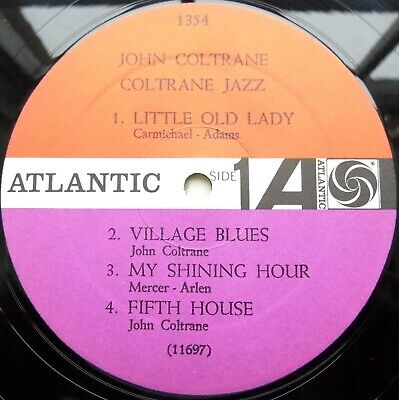 1354
JOHN COLTRANE
COLTRANE JAZZ
1. LITTLE OLD LADY
Carmichael - Adams
ATLANTIC SIDE 1 A ATLANTIC
2. VILLAGE BLUES
John Coltrane
3. MY SHINING HOUR
Mercer - Arlen
4. FIFTH HOUSE
John Coltrane
(11697)